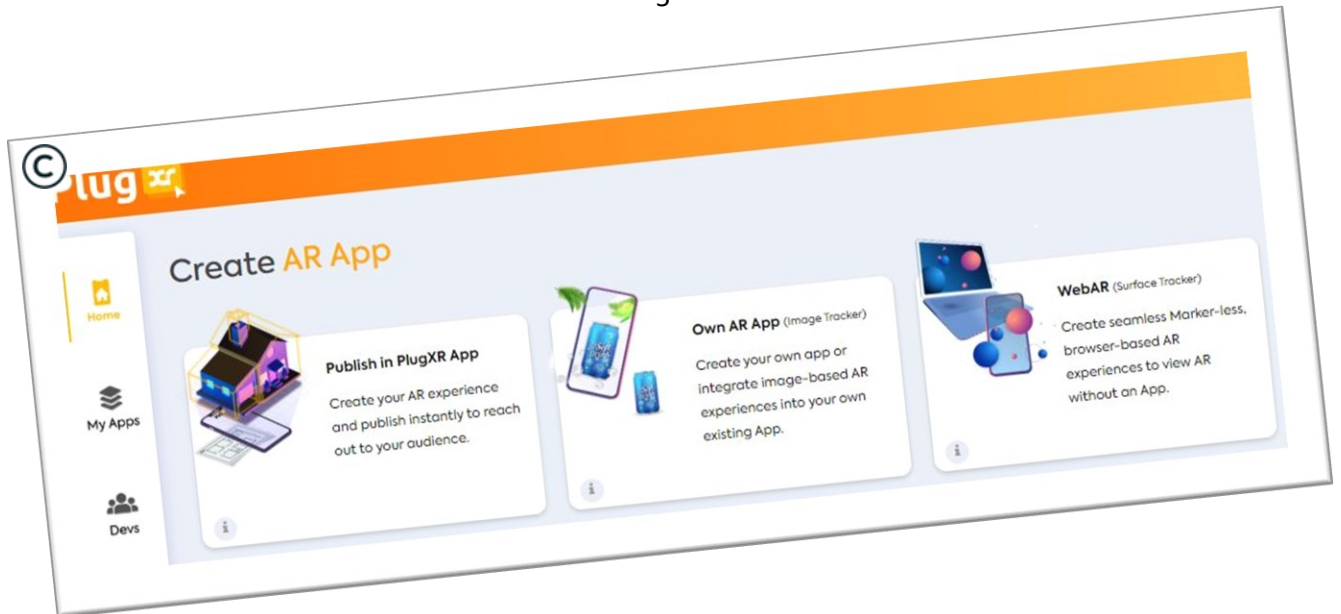 ©
Plug xr
Create AR App
Home
My Apps
Devs
Publish in PlugXR App
Create your AR experience
and publish instantly to reach
out to your audience.
i
Own AR App (Image Tracker)
Create your own app or
integrate image-based AR
experiences into your own
existing App.
i
WebAR (Surface Tracker)
Create seamless Marker-less,
browser-based AR
experiences to view AR
without an App.
i
Soft
Drink